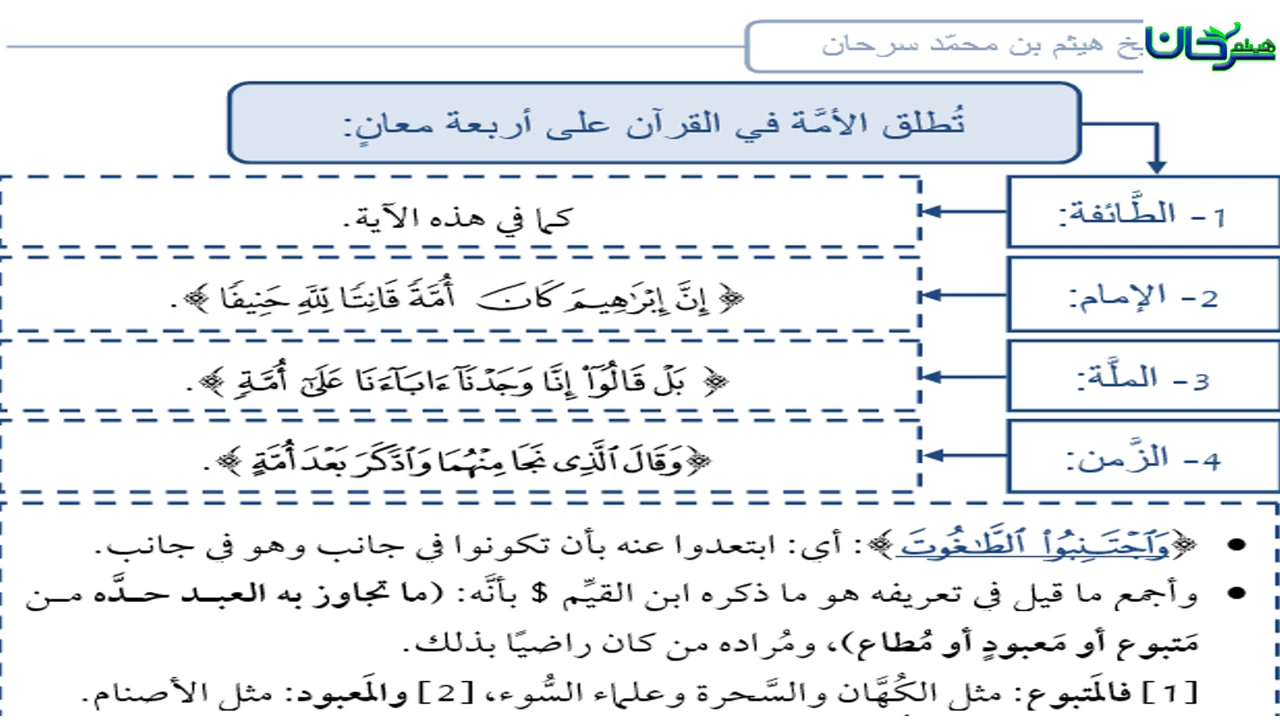 هيثم بن محمّد سرحان
هيثم سرحان
تُطلق الأمَّة في القرآن على أربعة معانٍ:
1- الطَّائفة:
كما في هذه الآية.
2- الإمام:
﴿ إِنَّ إِبْرَٰهِيمَ كَانَ أُمَّةً قَانِتًا لِلَّهِ حَنِيفًا ﴾.
3- الملَّة:
﴿ بَلْ قَالُوٓا۟ إِنَّا وَجَدْنَآ ءَابَآءَنَا عَلَىٰٓ أُمَّةٍ ﴾.
4- الزَّمن:
﴿وَقَالَ ٱلَّذِى نَجَا مِنْهُمَا وَٱدَّكَرَ بَعْدَ أُمَّةٍ ﴾.
• ﴿وَٱجْتَنِبُوا۟ ٱلطَّـٰغُوتَ﴾: أي: ابتعدوا عنه بأن تكونوا في جانب وهو في جانب.
• وأجمع ما قيل في تعريفه هو ما ذكره ابن القيِّم $ بأنَّه: (ما تجاوز به العبد حدَّه من
مَتبوع أو مَعبودٍ أو مُطاع)، ومُراده من كان راضيًا بذلك.
[1] فالمَتبوع: مثل الكُهَّان والسَّحرة وعلماء السُّوء، [2] والمَعبود: مثل الأصنام.